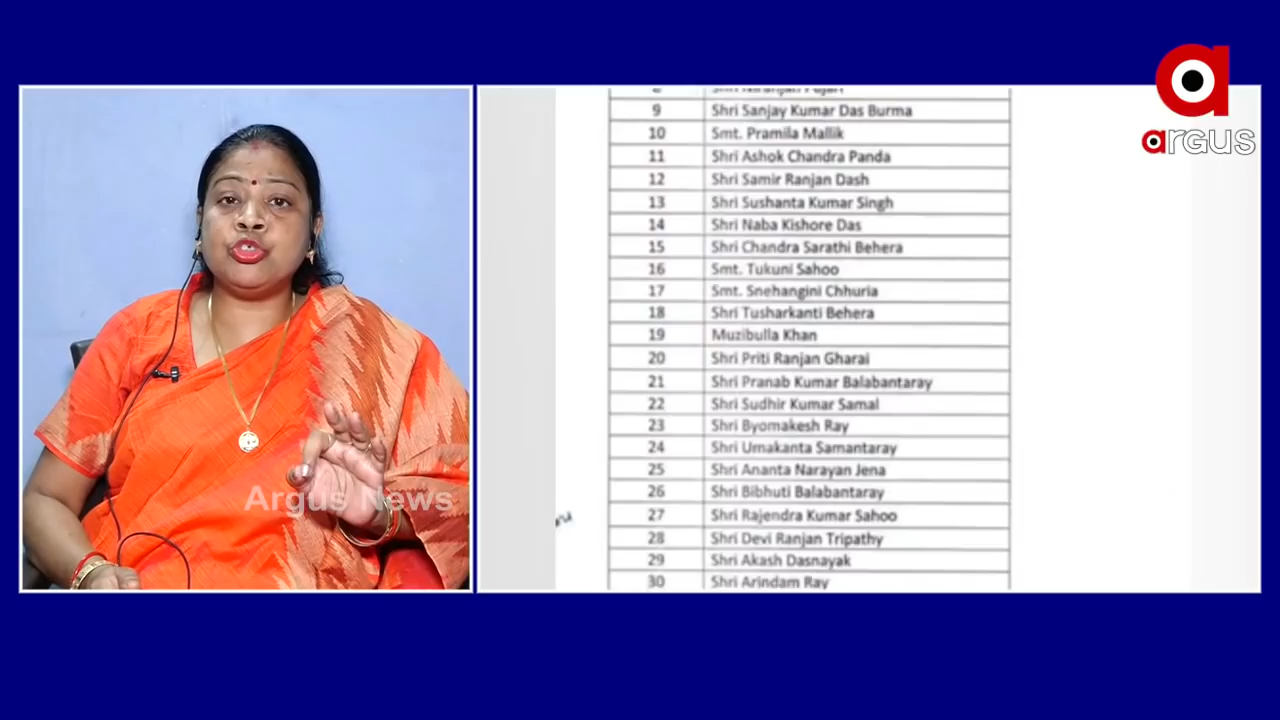 8 Shri Niranjan Pujari
9 Shri Sanjay Kumar Das Burma
10 Smt. Pramila Mallik
11 Shri Ashok Chandra Panda
12 Shri Samir Ranjan Dash
13 Shri Sushanta Kumar Singh
14 Shri Naba Kishore Das
15 Shri Chandra Sarathi Behera
16 Smt. Tukuni Sahoo
17 Smt. Snehangini Chhuria
18 Shri Tusharkanti Behera
19 Muzibulla Khan
20 Shri Priti Ranjan Gharai
21 Shri Pranab Kumar Balabantaray
22 Shri Sudhir Kumar Samal
23 Shri Byomakesh Ray
24 Shri Umakanta Samantaray
25 Shri Ananta Narayan Jena
26 Shri Bibhuti Balabantaray
27 Shri Rajendra Kumar Sahoo
28 Shri Devi Ranjan Tripathy
29 Shri Akash Dasnayak
30 Shri Arindam Ray
argus
Argus News